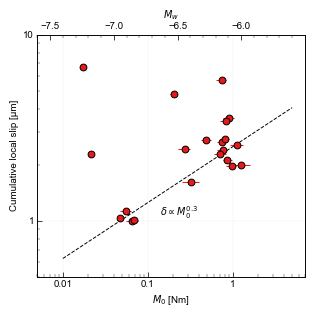 M_w
−7.5 −7.0 −6.5 −6.0
10
1
Cumulative local slip [μm]
δ ∝ M_0^0.3
0.01 0.1 1
M_0 [Nm]